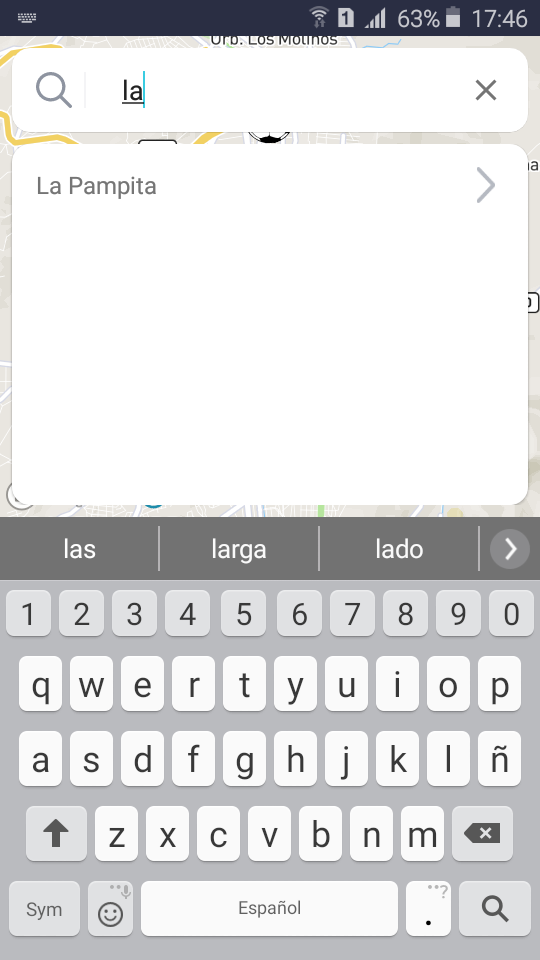 1 63% 17:46
Urb. Los Molinos
la
na
La Pampita
las larga lado
1 2 3 4 5 6 7 8 9 0
q w e r t y u i o p
a s d f g h j k l ñ
z x c v b n m
Sym Español . ?